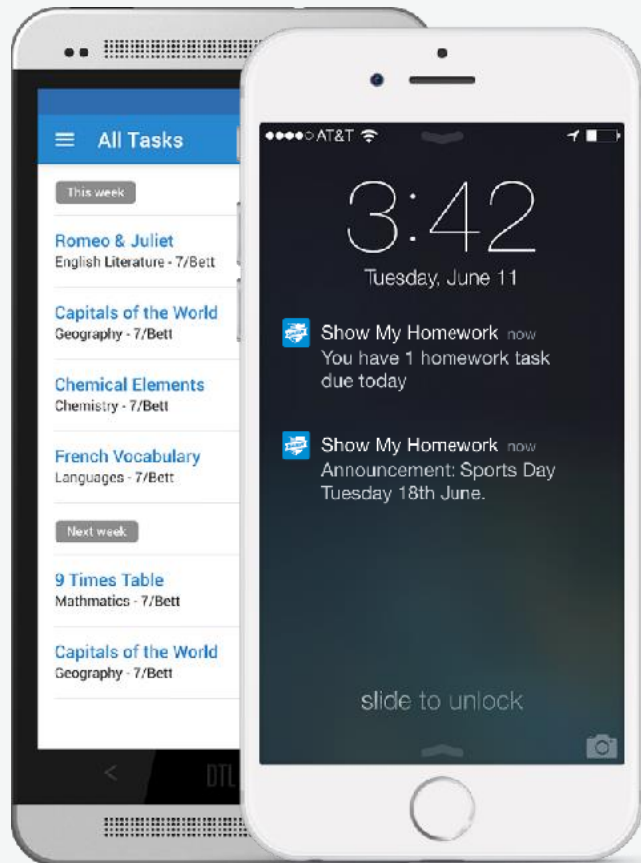 All Tasks
This week
Romeo & Juliet
English Literature - 7/Bett
Capitals of the World
Geography - 7/Bett
Chemical Elements
Chemistry - 7/Bett
French Vocabulary
Languages - 7/Bett
Next week
9 Times Table
Mathmatics - 7/Bett
Capitals of the World
Geography - 7/Bett
DTL
AT&T
3:42
Tuesday, June 11
Show My Homework now
You have 1 homework task
due today
Show My Homework now
Announcement: Sports Day
Tuesday 18th June.
slide to unlock